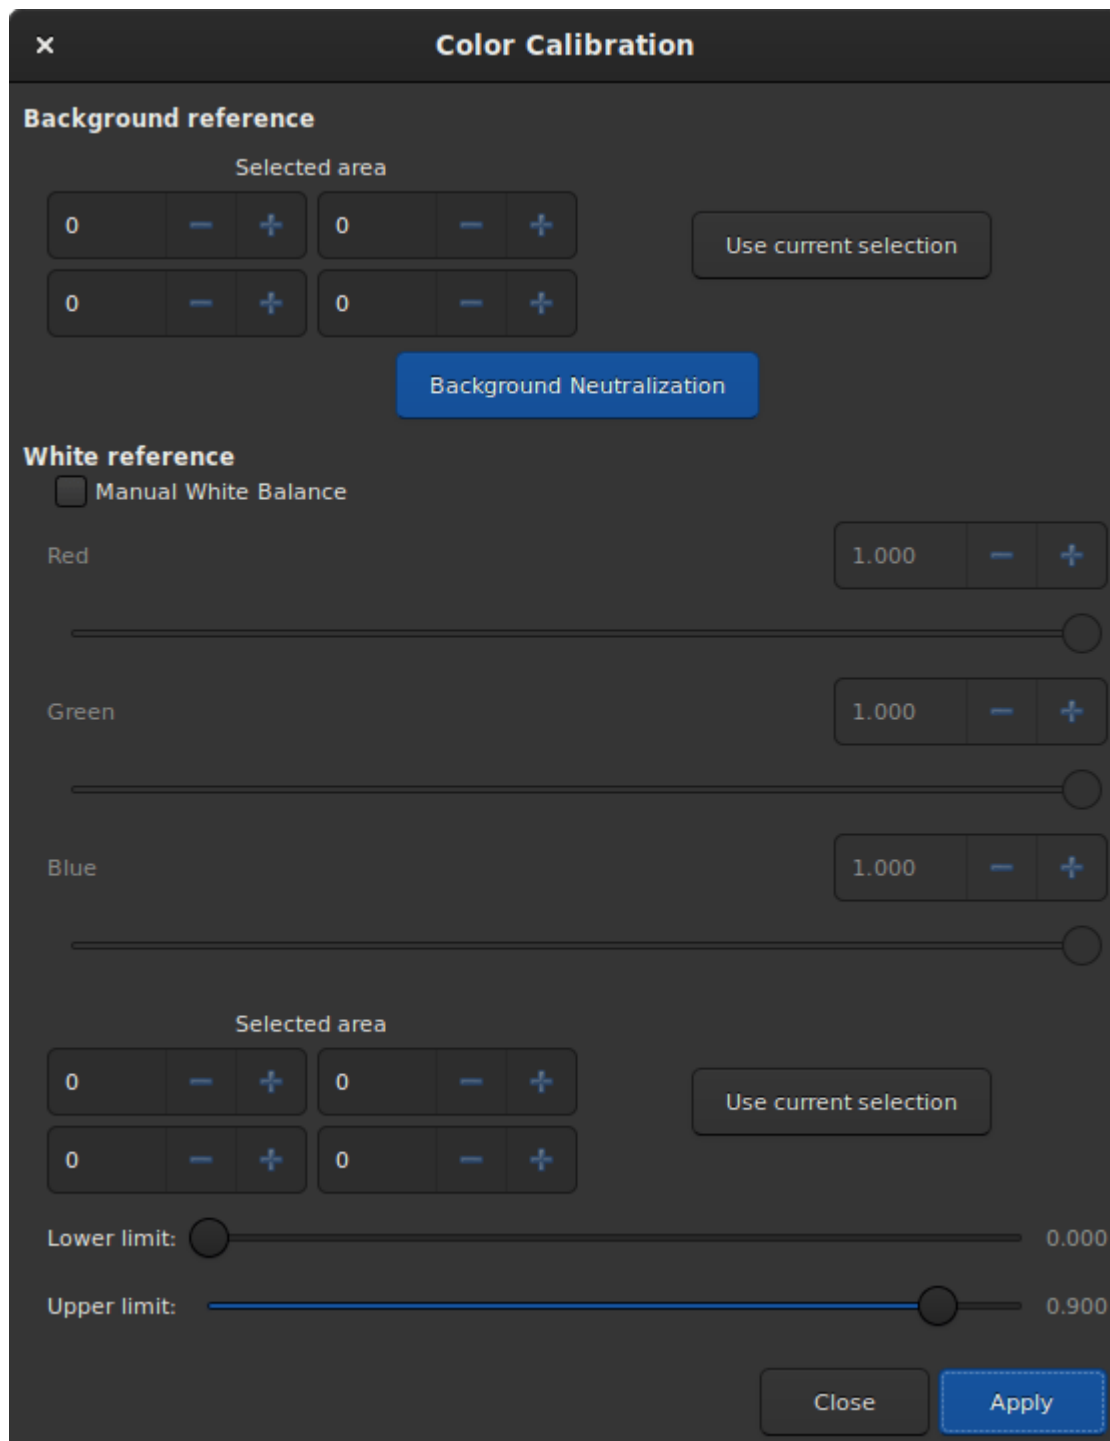 Color Calibration
Background reference
Selected area
0 0
Use current selection
0 0
Background Neutralization
White reference
Manual White Balance
Red 1.000
Green 1.000
Blue 1.000
Selected area
0 0
Use current selection
0 0
Lower limit: 0.000
Upper limit: 0.900
Close Apply